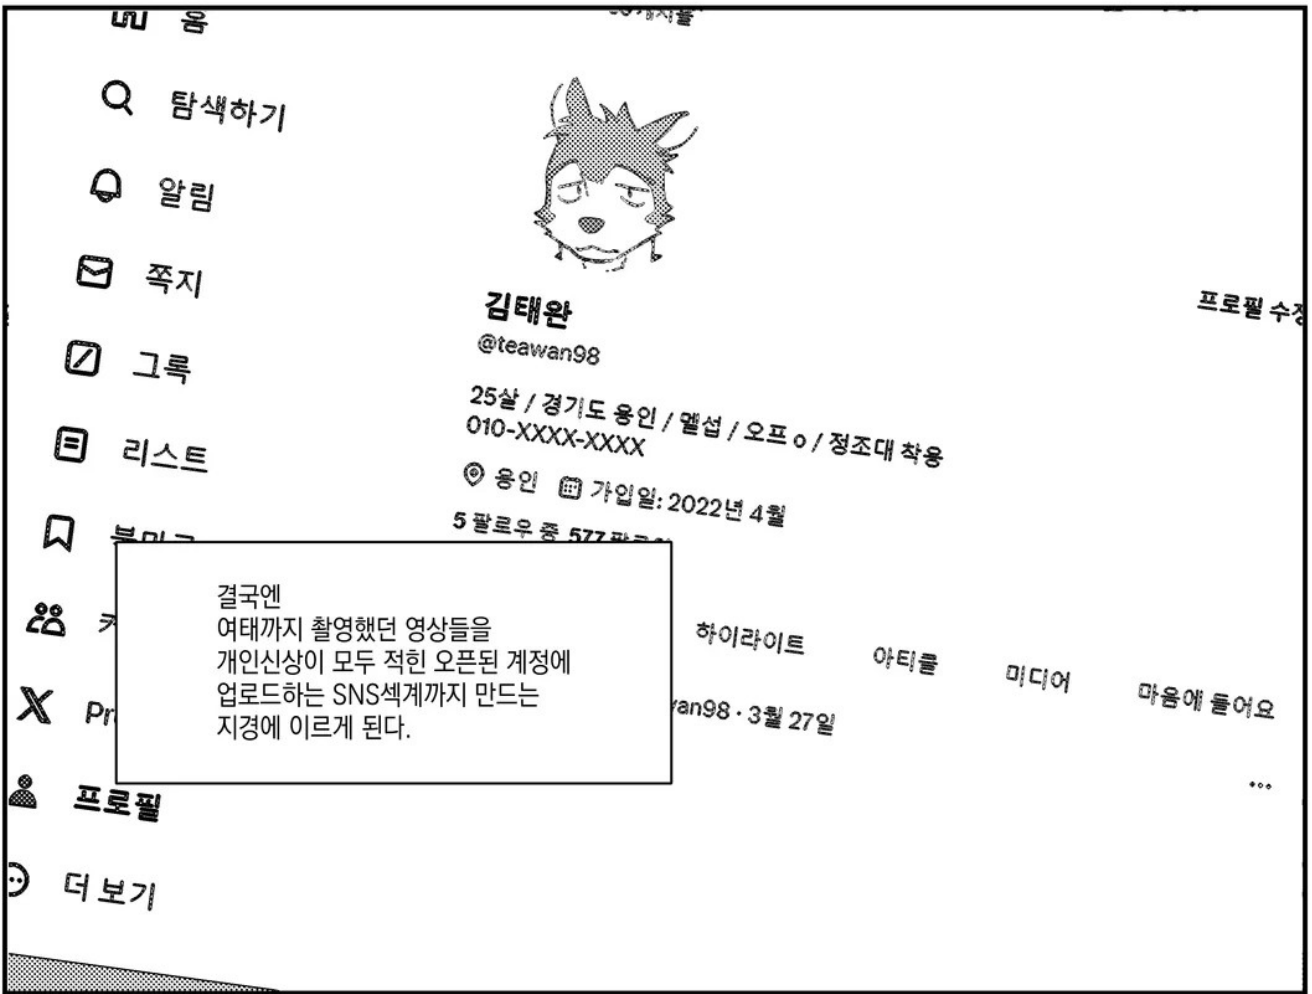 홈
탐색하기
알림
쪽지
그록
리스트
프로필
더 보기
김태완
@teawan98
프로필 수정
25살 / 경기도 용인 / 멜섭 / 오프 o / 정조대 착용
010-XXXX-XXXX
용인 가입일: 2022년 4월
5 팔로우 중 577
하이라이트 아티클 미디어 마음에 들어요
· 3월 27일
결국엔
여태까지 촬영했던 영상들을
개인신상이 모두 적힌 오픈된 계정에
업로드하는 SNS섹계까지 만드는
지경에 이르게 된다.